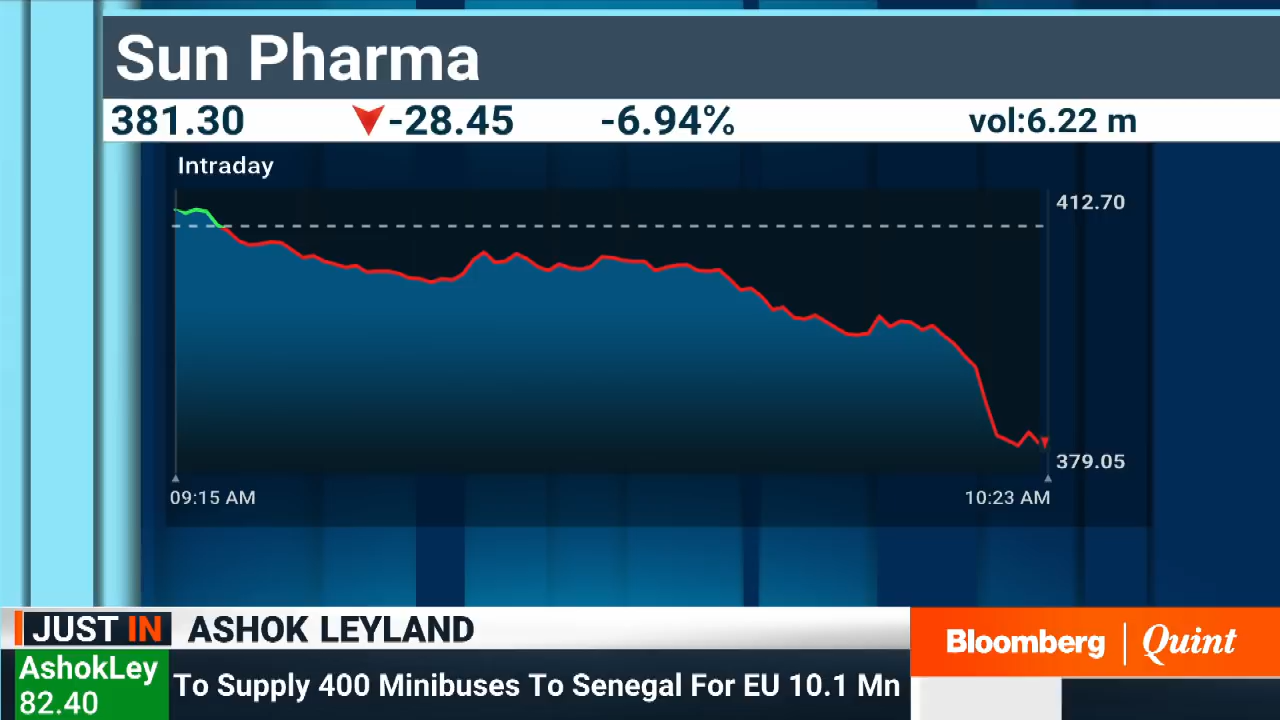 Sun Pharma
381.30 -28.45 -6.94% vol:6.22 m
Intraday
412.70
379.05
09:15 AM 10:23 AM
JUST IN ASHOK LEYLAND
Bloomberg | Quint
AshokLey
82.40
To Supply 400 Minibuses To Senegal For EU 10.1 Mn